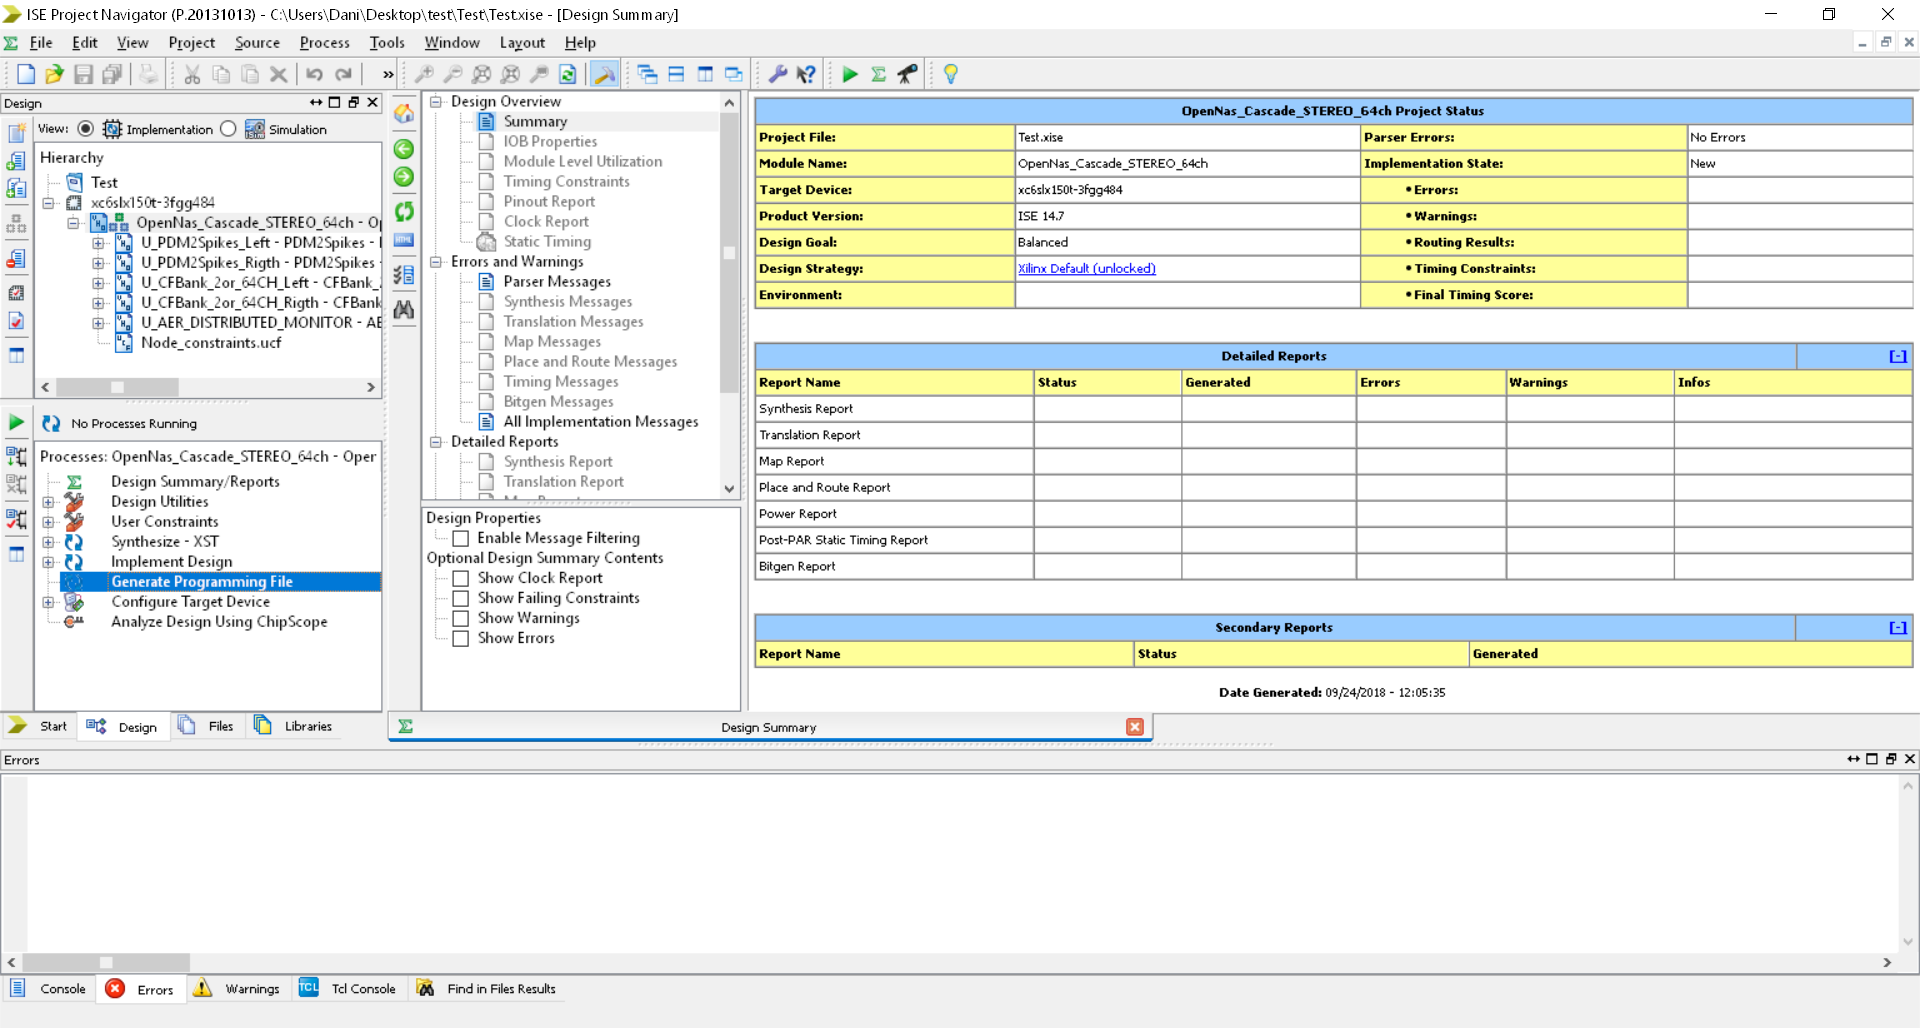 ISE Project Navigator (P.20131013) - C:\Users\Dani\Desktop\test\Test\Test.xise - [Design Summary]
File Edit View Project Source Process Tools Window Layout Help
Design
View: Implementation Simulation
Hierarchy
Test
xc6slx150t-3fgg484
OpenNas_Cascade_STEREO_64ch - Op
U_PDM2Spikes_Left - PDM2Spikes -
U_PDM2Spikes_Rigth - PDM2Spikes
U_CFBank_2or_64CH_Left - CFBank_
U_CFBank_2or_64CH_Rigth - CFBank
U_AER_DISTRIBUTED_MONITOR - AE
Node_constraints.ucf
No Processes Running
Processes: OpenNas_Cascade_STEREO_64ch - Oper
Design Summary/Reports
Design Utilities
User Constraints
Synthesize - XST
Implement Design
Generate Programming File
Configure Target Device
Analyze Design Using ChipScope
Start Design Files Libraries
Design Overview
Summary
IOB Properties
Module Level Utilization
Timing Constraints
Pinout Report
Clock Report
Static Timing
Errors and Warnings
Parser Messages
Synthesis Messages
Translation Messages
Map Messages
Place and Route Messages
Timing Messages
Bitgen Messages
All Implementation Messages
Detailed Reports
Synthesis Report
Translation Report
Design Properties
Enable Message Filtering
Optional Design Summary Contents
Show Clock Report
Show Failing Constraints
Show Warnings
Show Errors
OpenNas_Cascade_STEREO_64ch Project Status
Project File: Test.xise Parser Errors: No Errors
Module Name: OpenNas_Cascade_STEREO_64ch Implementation State: New
Target Device: xc6slx150t-3fgg484 • Errors:
Product Version: ISE 14.7 • Warnings:
Design Goal: Balanced • Routing Results:
Design Strategy: Xilinx Default (unlocked) • Timing Constraints:
Environment: • Final Timing Score:
Detailed Reports [-]
Report Name Status Generated Errors Warnings Infos
Synthesis Report
Translation Report
Map Report
Place and Route Report
Power Report
Post-PAR Static Timing Report
Bitgen Report
Secondary Reports [-]
Report Name Status Generated
Date Generated: 09/24/2018 - 12:05:35
Design Summary
Errors
Console Errors Warnings Tcl Console Find in Files Results